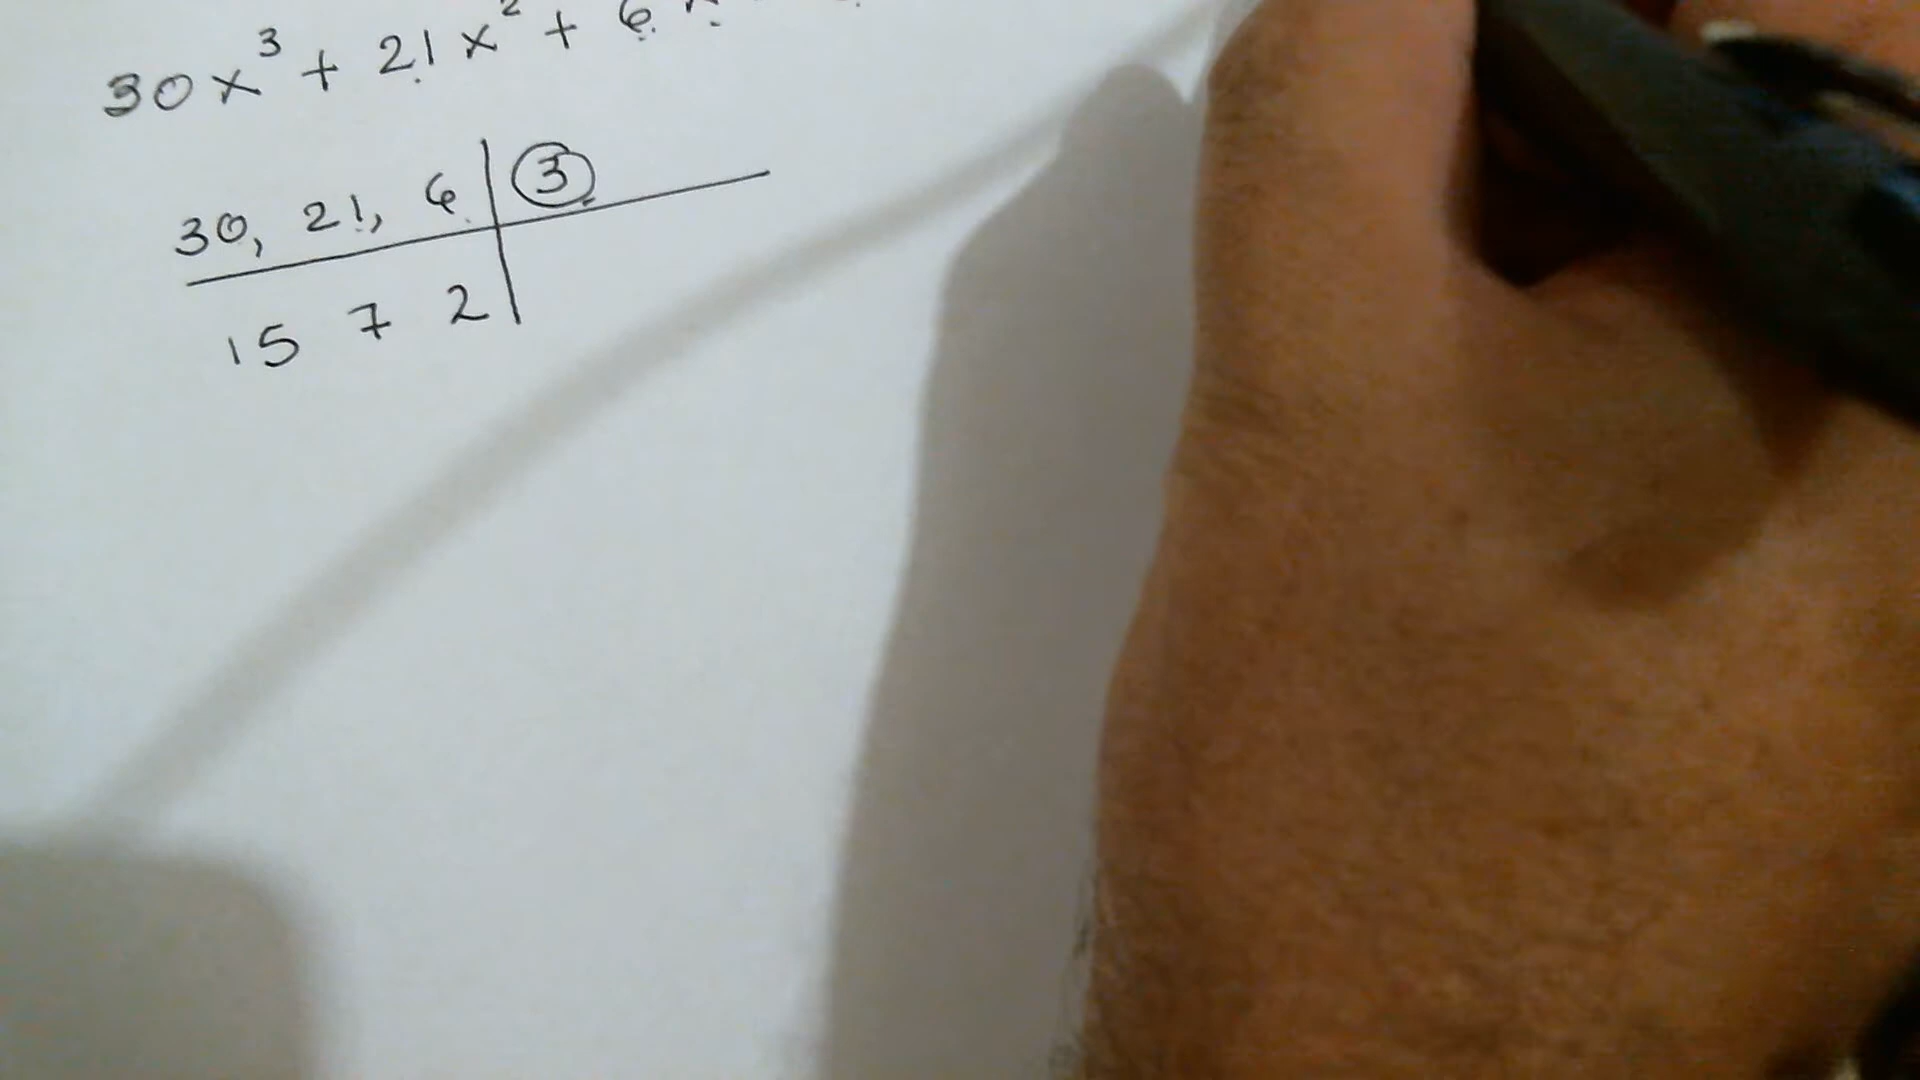 30x³ + 21x² + 6
30, 21, 6 | 3
15 7 2